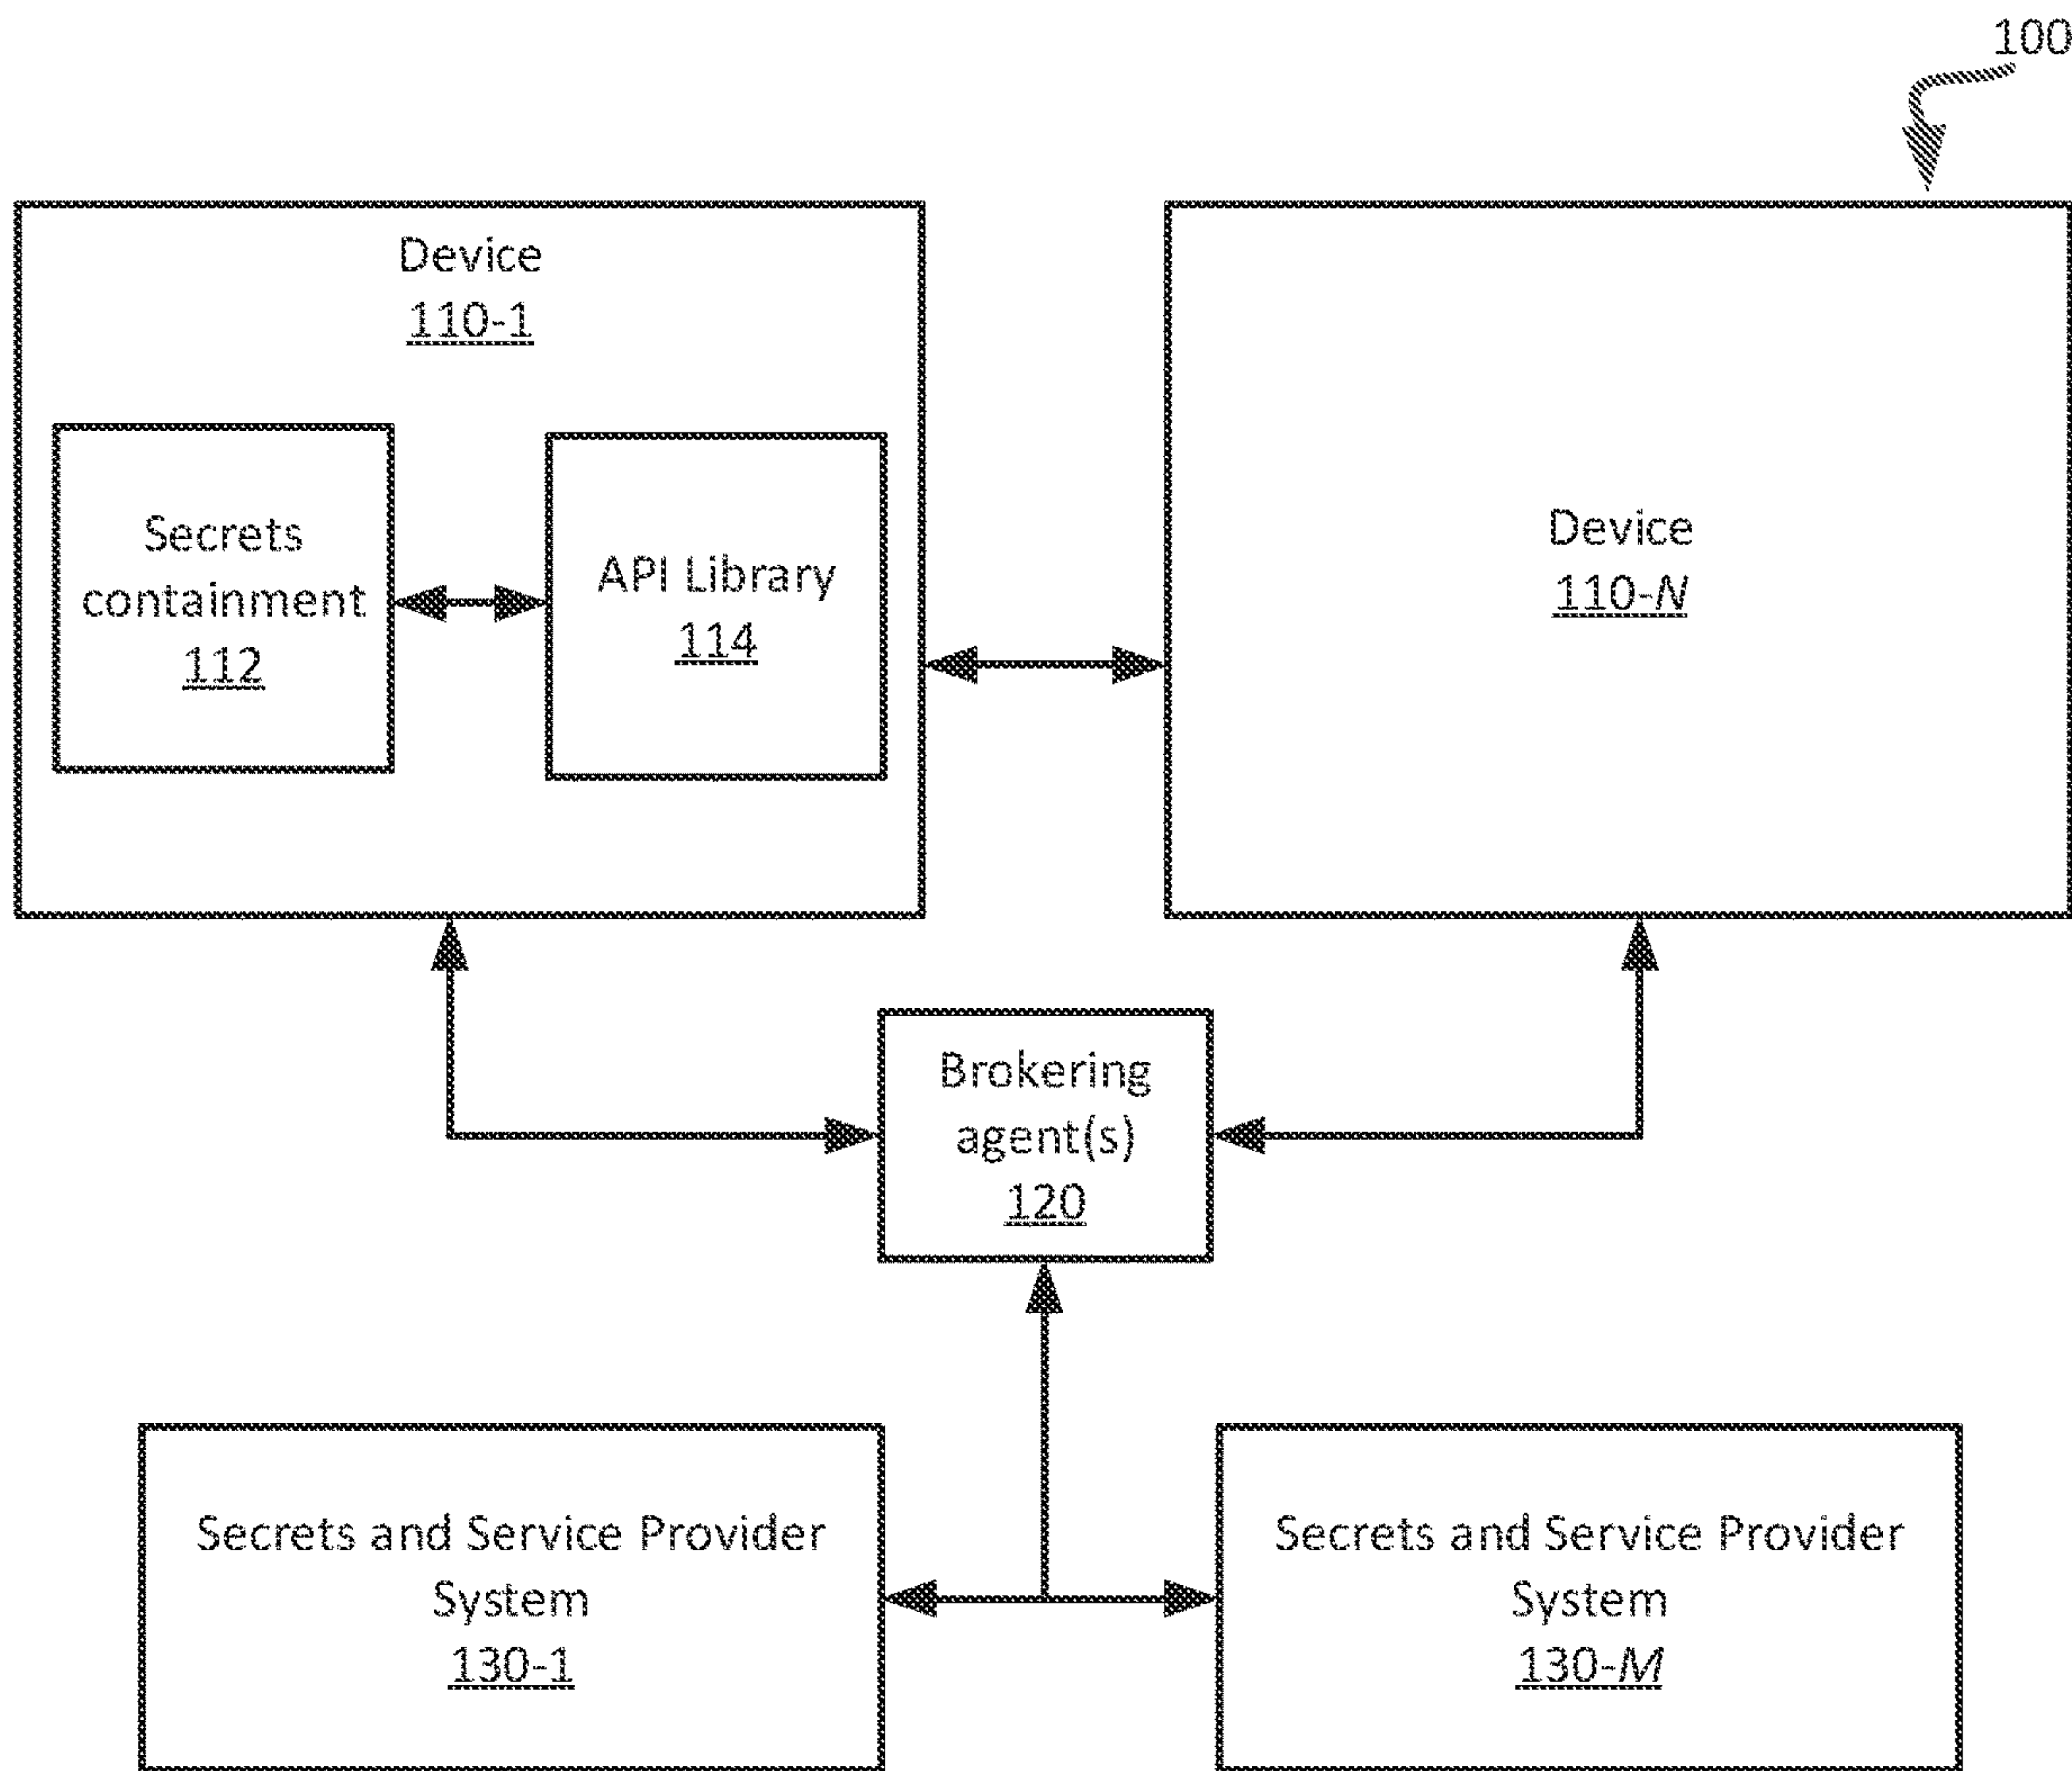 100
Device
110-1
Secrets
containment
112
API Library
114
Device
110-N
Brokering
agent(s)
120
Secrets and Service Provider
System
130-1
Secrets and Service Provider
System
130-M